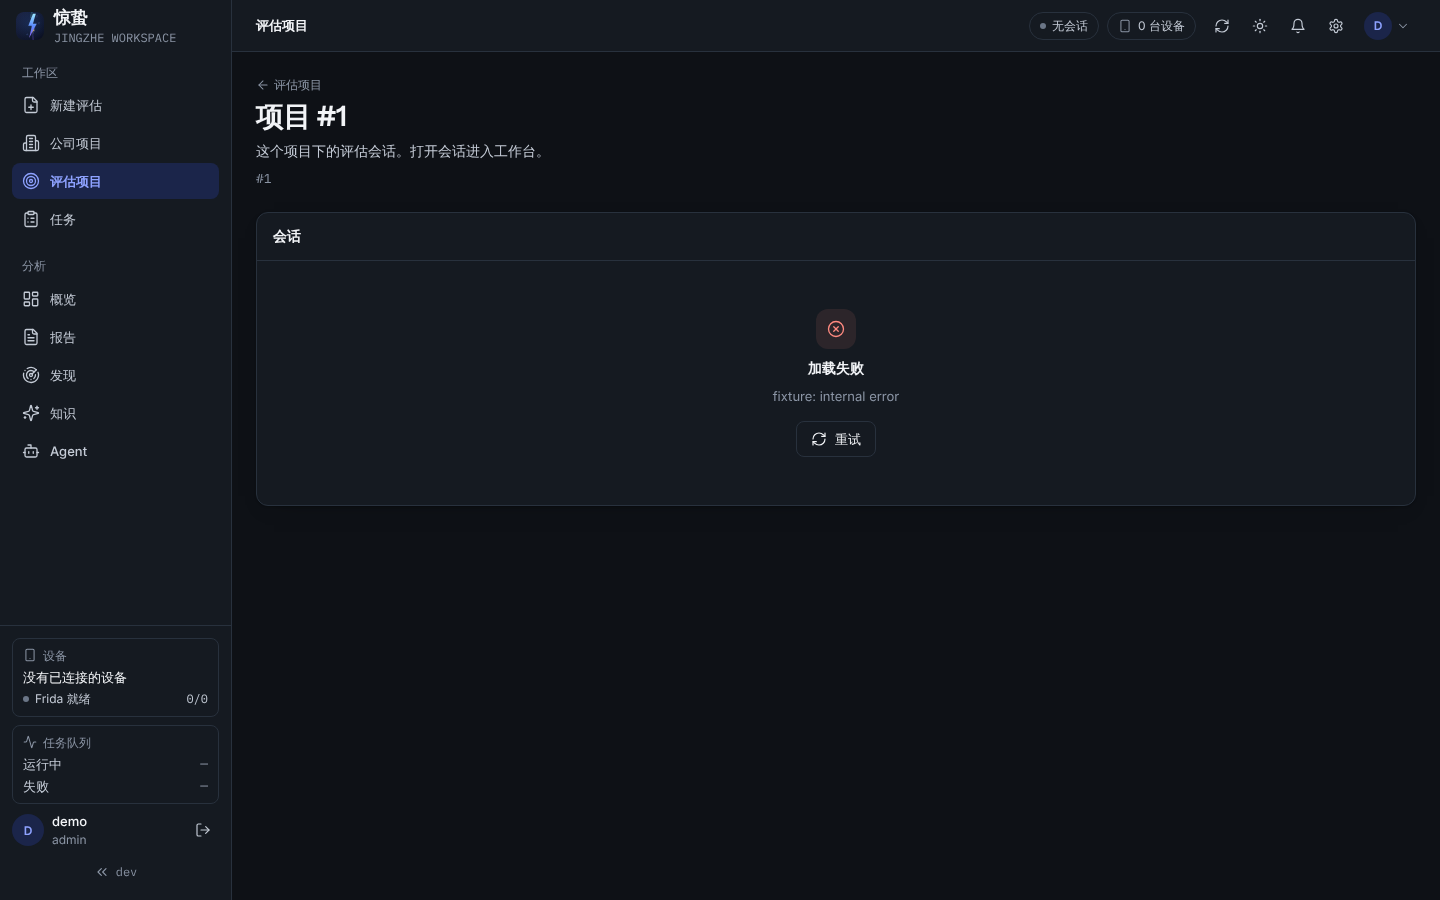 惊蛰
JINGZHE WORKSPACE
工作区
新建评估
公司项目
评估项目
任务
分析
概览
报告
发现
知识
Agent
设备
没有已连接的设备
Frida 就绪 0/0
任务队列
运行中 —
失败 —
D
demo
admin
dev
评估项目
无会话
0 台设备
D
评估项目
项目 #1
这个项目下的评估会话。打开会话进入工作台。
#1
会话
加载失败
fixture: internal error
重试